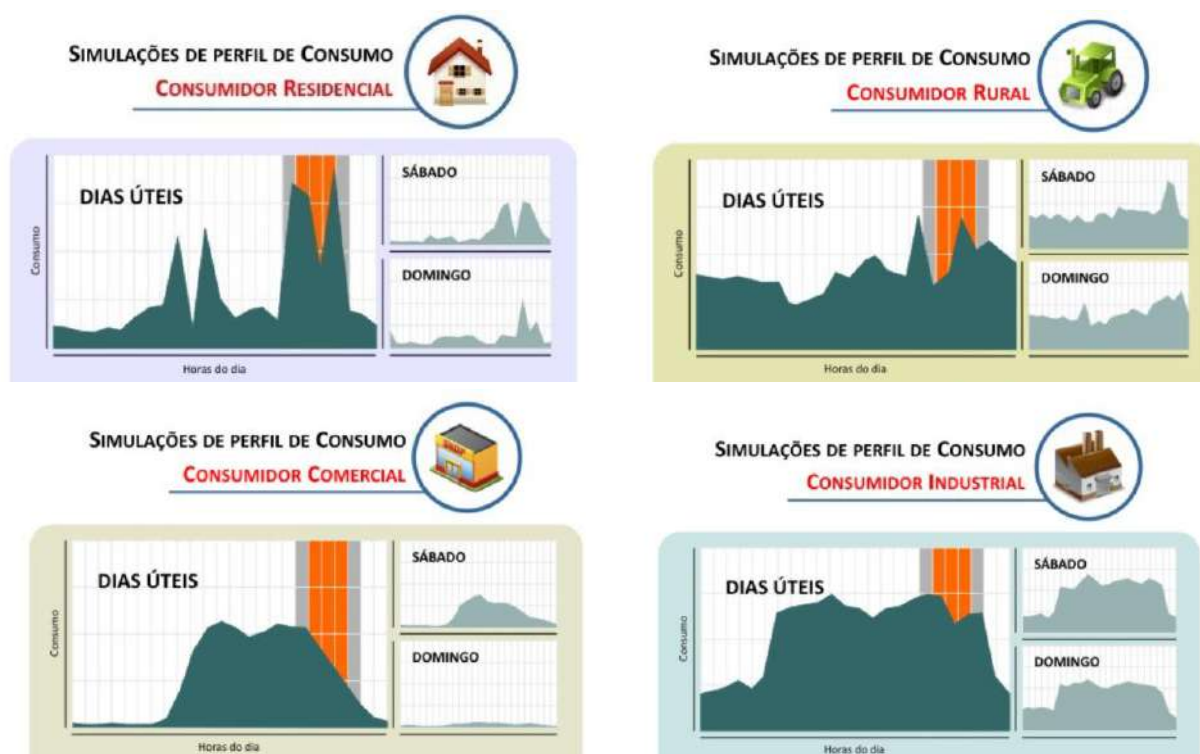 SIMULAÇÕES DE PERFIL DE CONSUMO
CONSUMIDOR RESIDENCIAL
Consumo
DIAS ÚTEIS
SÁBADO
DOMINGO
Horas do dia
SIMULAÇÕES DE PERFIL DE CONSUMO
CONSUMIDOR RURAL
Consumo
DIAS ÚTEIS
SÁBADO
DOMINGO
Horas do dia
SIMULAÇÕES DE PERFIL DE CONSUMO
CONSUMIDOR COMERCIAL
SHOP
Consumo
DIAS ÚTEIS
SÁBADO
DOMINGO
Horas do dia
SIMULAÇÕES DE PERFIL DE CONSUMO
CONSUMIDOR INDUSTRIAL
Consumo
DIAS ÚTEIS
SÁBADO
DOMINGO
Horas do dia